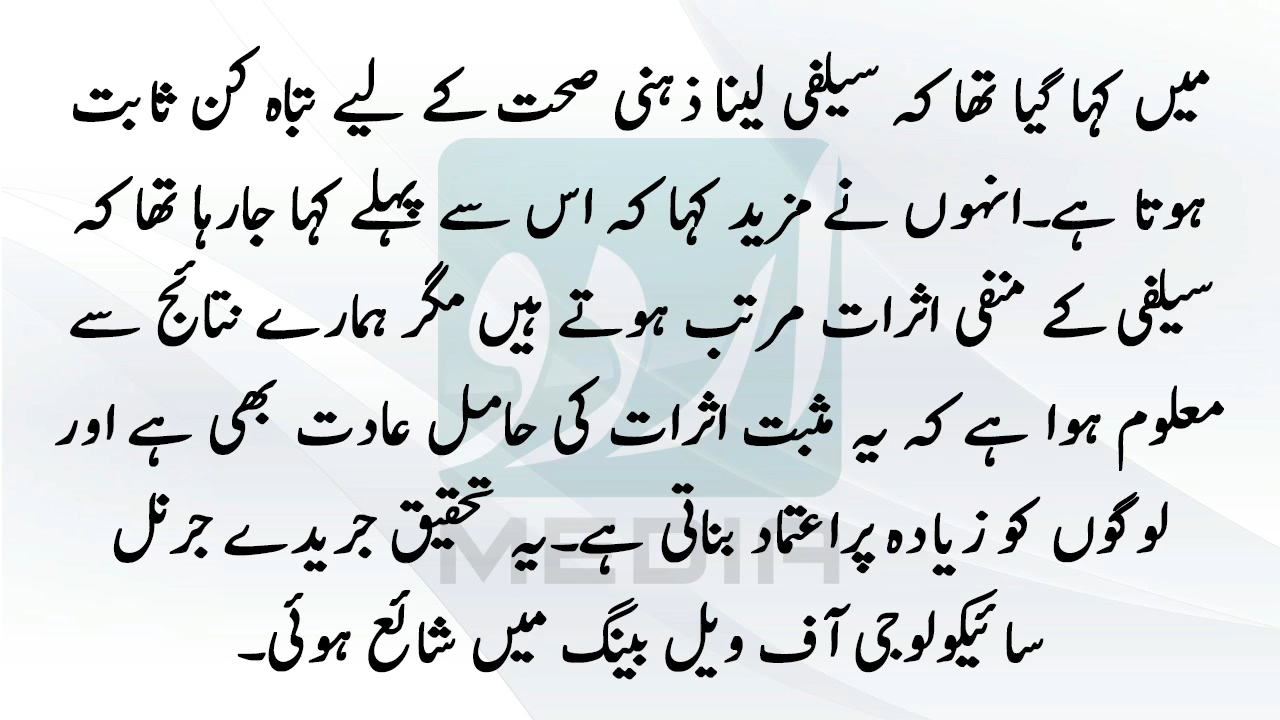 میں کہا گیا تھا کہ سیلفی لینا ذہنی صحت کے لیے تباہ کن ثابت
ہوتا ہے۔انہوں نے مزید کہا کہ اس سے پہلے کہا جارہا تھا کہ
سیلفی کے منفی اثرات مرتب ہوتے ہیں مگر ہمارے نتائج سے
معلوم ہوا ہے کہ یہ مثبت اثرات کی حامل عادت بھی ہے اور
لوگوں کو زیادہ پراعتماد بناتی ہے۔یہ تحقیق جریدے جرنل
سائیکولوجی آف ویل بینگ میں شائع ہوئی۔
اردو
MEDIA